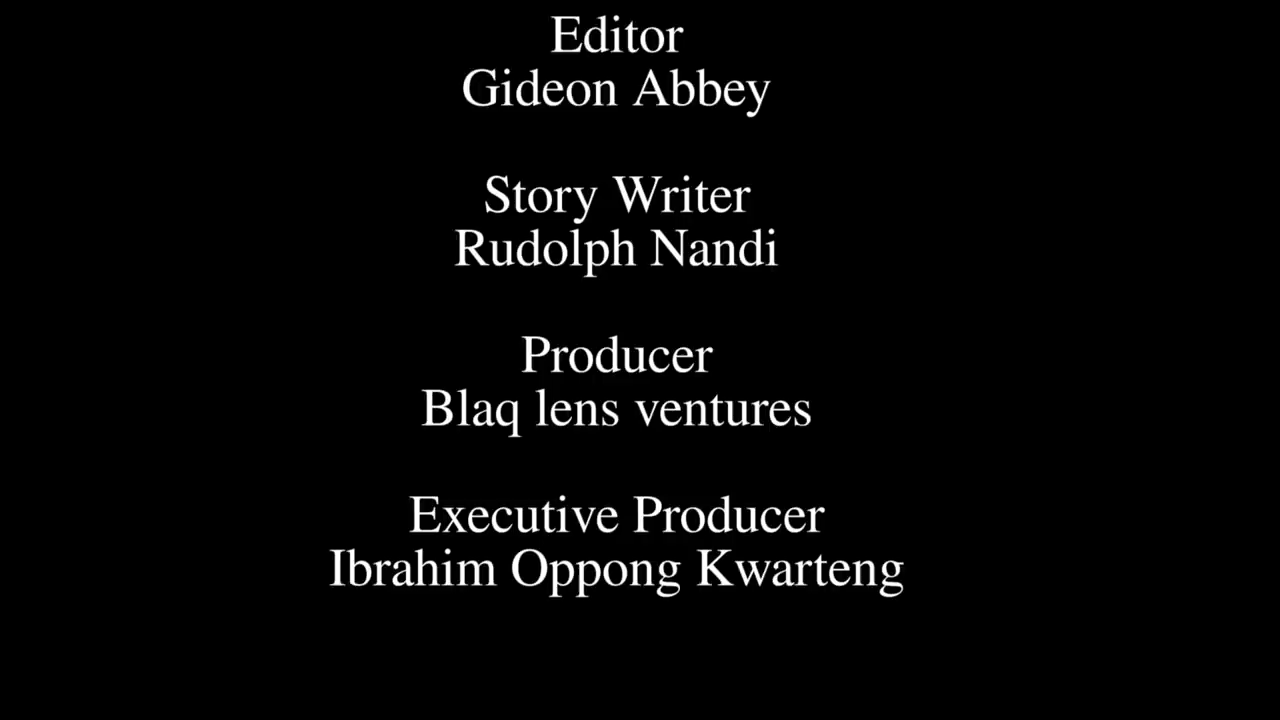 Editor
Gideon Abbey
Story Writer
Rudolph Nandi
Producer
Blaq lens ventures
Executive Producer
Ibrahim Oppong Kwarteng